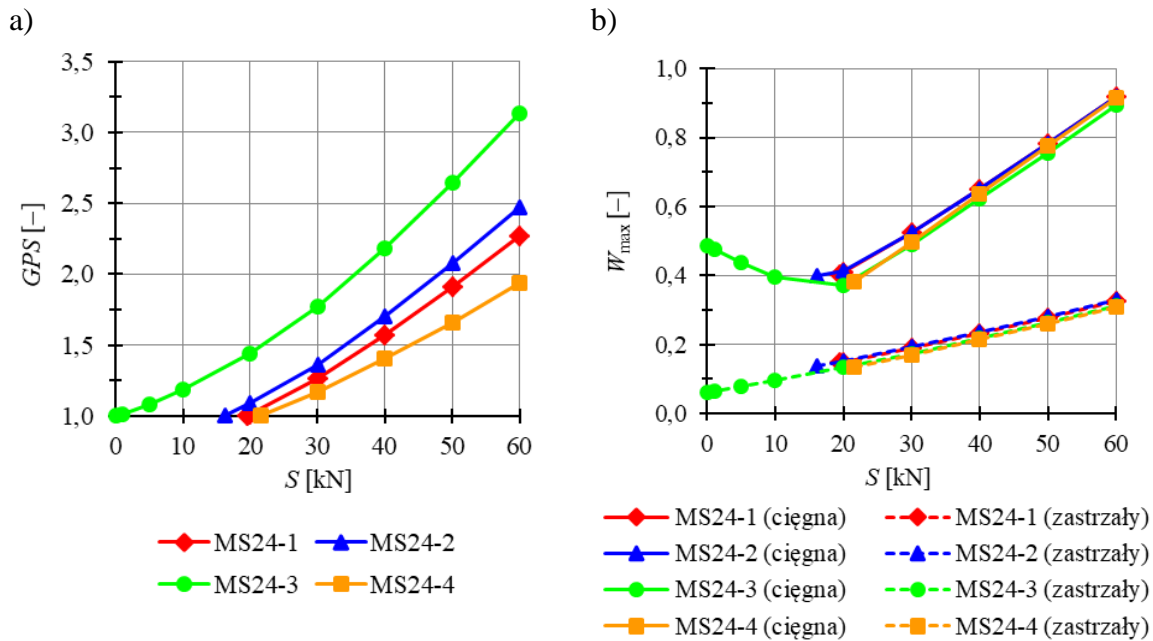 a)
3,5
3,0
2,5
2,0
1,5
1,0
GPS [–]
0 10 20 30 40 50 60
S [kN]
MS24-1 MS24-2
MS24-3 MS24-4
b)
1,0
0,8
0,6
0,4
0,2
0,0
Wmax [–]
0 10 20 30 40 50 60
S [kN]
MS24-1 (cięgna) MS24-1 (zastrzały)
MS24-2 (cięgna) MS24-2 (zastrzały)
MS24-3 (cięgna) MS24-3 (zastrzały)
MS24-4 (cięgna) MS24-4 (zastrzały)